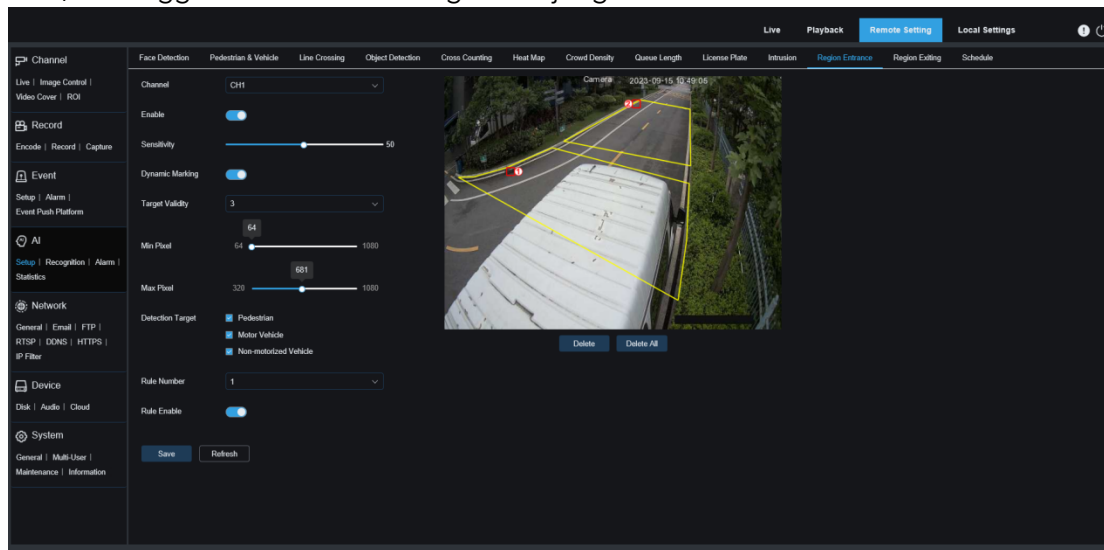 Live Playback Remote Setting Local Settings
Channel
Live | Image Control |
Video Cover | ROI
Record
Encode | Record | Capture
Event
Setup | Alarm |
Event Push Platform
AI
Setup | Recognition | Alarm |
Statistics
Network
General | Email | FTP |
RTSP | DDNS | HTTPS |
IP Filter
Device
Disk | Audio | Cloud
System
General | Multi-User |
Maintenance | Information
Face Detection Pedestrian & Vehicle Line Crossing Object Detection Cross Counting Heat Map Crowd Density Queue Length License Plate Intrusion Region Entrance Region Exiting Schedule
Channel CH1
Enable
Sensitivity 50
Dynamic Marking
Target Validity 3
64
Min Pixel 64 1080
681
Max Pixel 320 1080
Detection Target Pedestrian
Motor Vehicle
Non-motorized Vehicle
Rule Number 1
Rule Enable
Save Refresh
Camera 2023-09-15 10:49:05
2
1
Delete Delete All